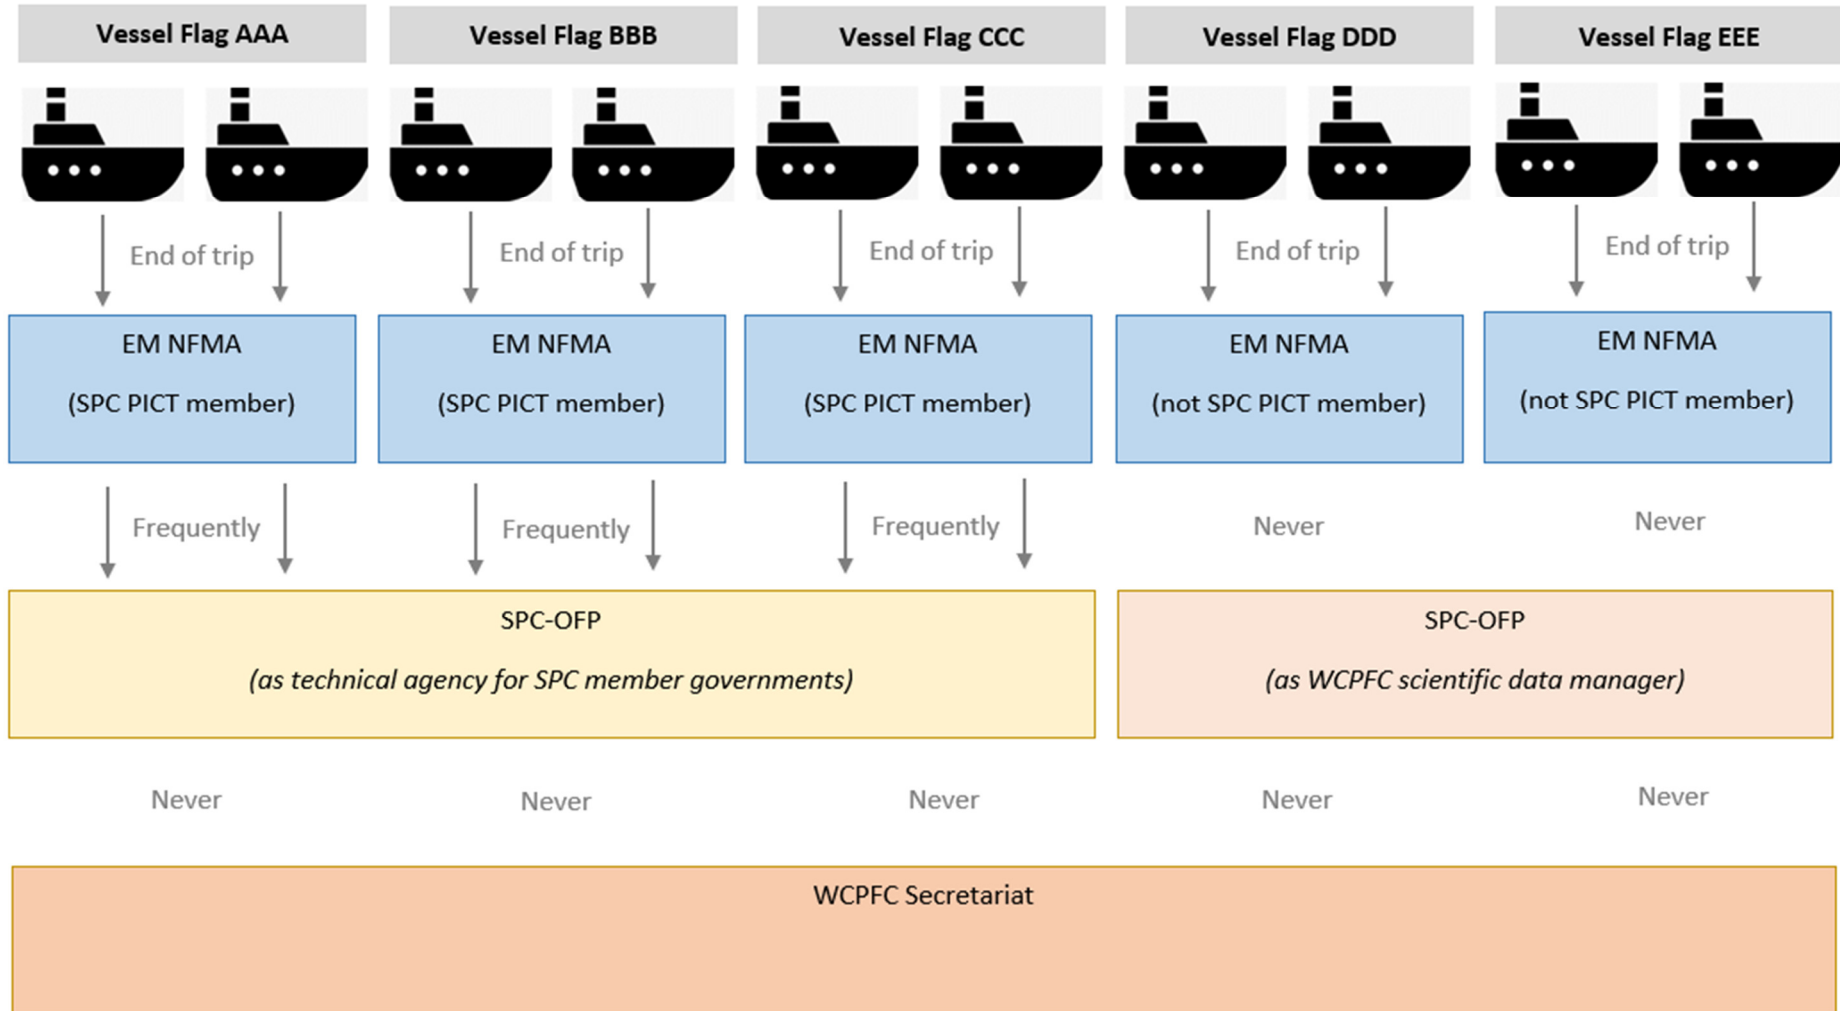 Vessel Flag AAA
Vessel Flag BBB
Vessel Flag CCC
Vessel Flag DDD
Vessel Flag EEE
End of trip
End of trip
End of trip
End of trip
End of trip
EM NFMA
(SPC PICT member)
EM NFMA
(SPC PICT member)
EM NFMA
(SPC PICT member)
EM NFMA
(not SPC PICT member)
EM NFMA
(not SPC PICT member)
Frequently
Frequently
Frequently
Never
Never
SPC-OFP
(as technical agency for SPC member governments)
SPC-OFP
(as WCPFC scientific data manager)
Never
Never
Never
Never
Never
WCPFC Secretariat